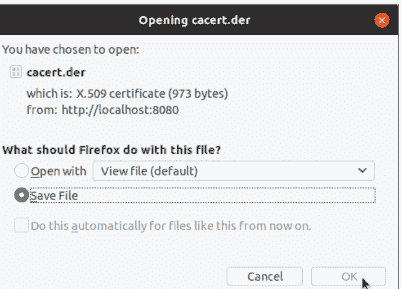 Opening cacert.der
You have chosen to open:
cacert.der
which is: X.509 certificate (973 bytes)
from: http://localhost:8080
What should Firefox do with this file?
Open with View file (default)
Save File
Do this automatically for files like this from now on.
Cancel OK